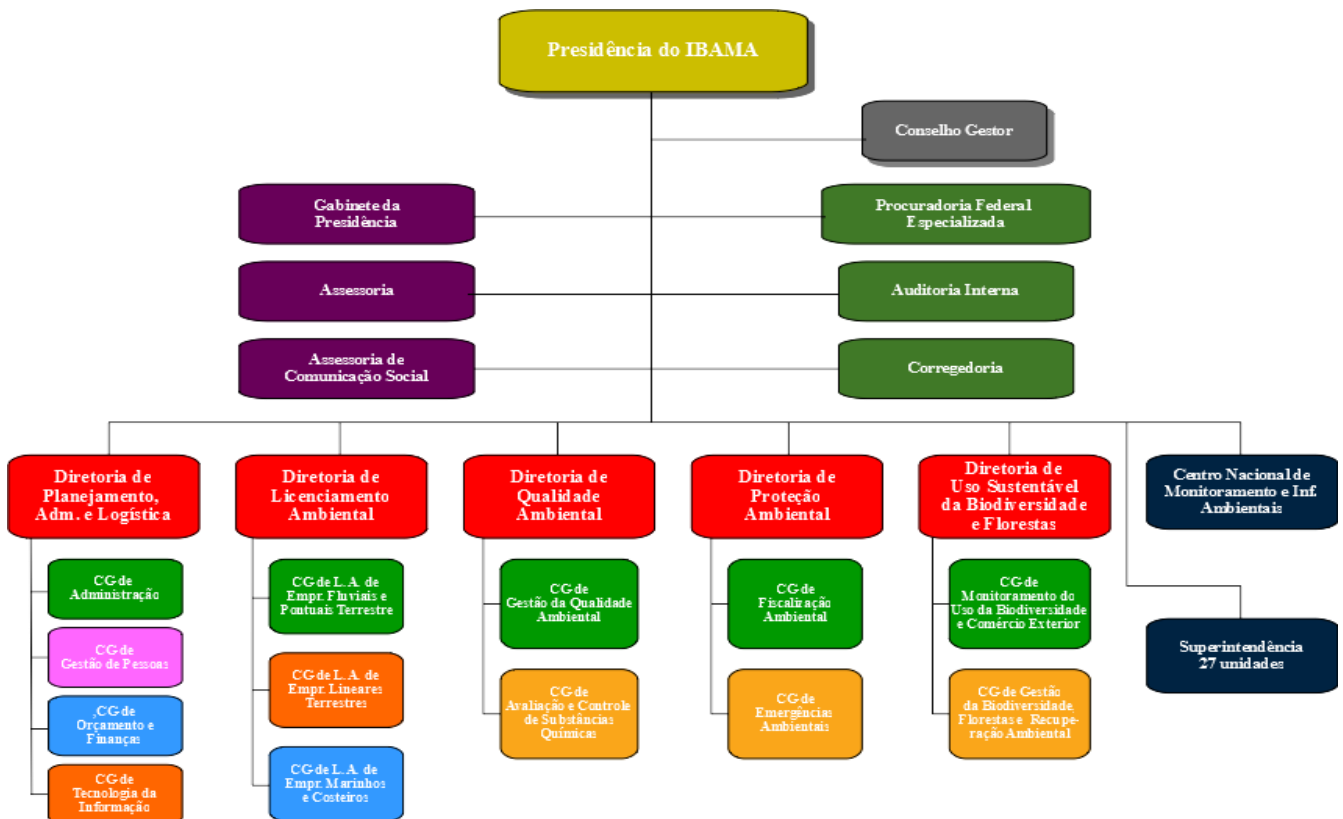 Presidência do IBAMA
Conselho Gestor
Gabinete da
Presidência
Procuradoria Federal
Especializada
Assessoria
Auditoria Interna
Assessoria de
Comunicação Social
Corregedoria
Diretoria de
Planejamento,
Adm. e Logística
Diretoria de
Licenciamento
Ambiental
Diretoria de
Qualidade
Ambiental
Diretoria de
Proteção
Ambiental
Diretoria de
Uso Sustentável
da Biodiversidade
e Florestas
Centro Nacional de
Monitoramento e Inf.
Ambientais
CG de
Administração
CG de
Gestão de Pessoas
,CG de
Orçamento e
Finanças
CG de
Tecnologia da
Informação
CG de L.A. de
Empr. Fluviais e
Pontuais Terrestre
CG de L.A. de
Empr. Lineares
Terrestres
CG de L.A. de
Empr. Marinhos
e Costeiros
CG de
Gestão da Qualidade
Ambiental
CG de
Avaliação e Controle
de Substâncias
Químicas
CG de
Fiscalização
Ambiental
CG de
Emergências
Ambientais
CG de
Monitoramento do
Uso da Biodiversidade
e Comércio Exterior
CG de Gestão
da Biodiversidade,
Florestas e Recupe-
ração Ambiental
Superintendência
27 unidades